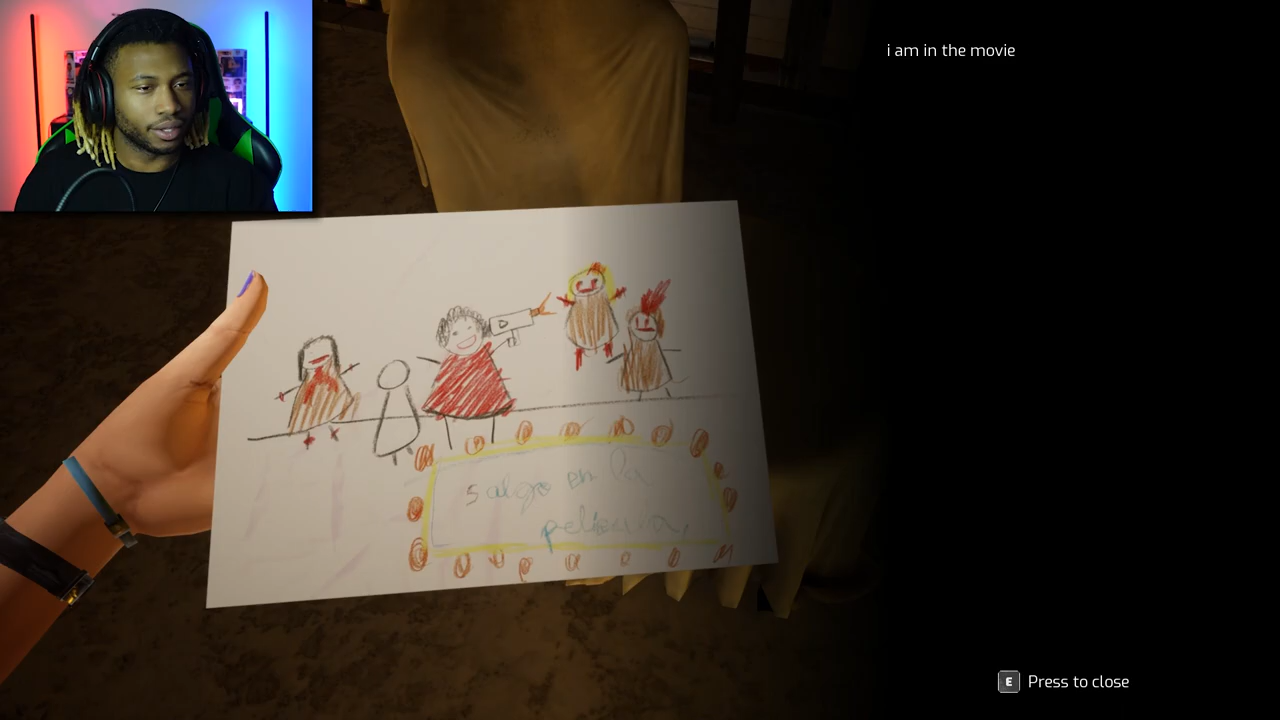 i am in the movie
salgo en la
pelicula,
E Press to close